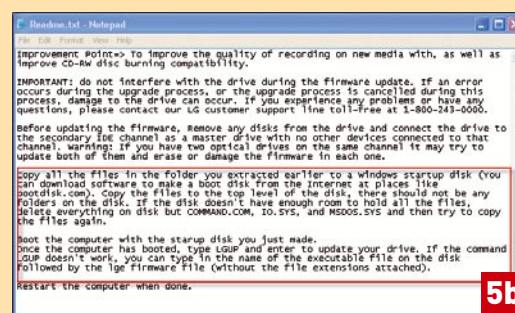 Readme.txt - Notepad
File Edit Format View Help
Improvement Point=> To improve the quality of recording on new media with, as well as
improve CD-RW disc burning compatibility.
IMPORTANT: do not interfere with the drive during the firmware update. If an error
occurs during the upgrade process, or the upgrade process is cancelled during this
process, damage to the drive can occur. If you experience any problems or have any
questions, please contact our LG customer support line toll-free at 1-800-243-0000.
Before updating the firmware, Remove any disks from the drive and connect the drive to
the secondary IDE channel as a master drive with no other devices connected to that
channel. Warning: If you have two optical drives on the same channel it may try to
update both of them and erase or damage the firmware in each one.
Copy all the files in the folder you extracted earlier to a windows startup disk (You
can download software to make a boot disk from the Internet at places like
bootdisk.com). Copy the files to the top level of the disk, there should not be any
folders on the disk. If the disk doesn't have enough room to hold all the files,
delete everything on disk but COMMAND.COM, IO.SYS, and MSDOS.SYS and then try to copy
the files again.
Boot the computer with the starup disk you just made.
Once the computer has booted, type LGUP and enter to update your drive. If the command
LGUP doesn't work, you can type in the name of the executable file on the disk
followed by the lge firmware file (without the file extensions attached).
Restart the computer when done.
5b